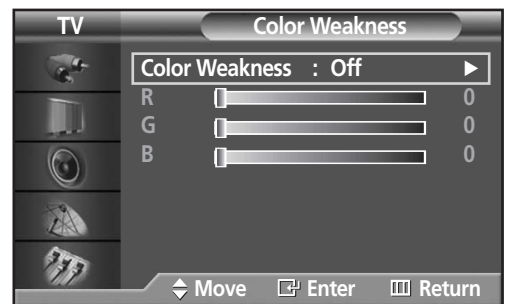 TV Color Weakness
Color Weakness : Off
R 0
G 0
B 0
Move Enter Return